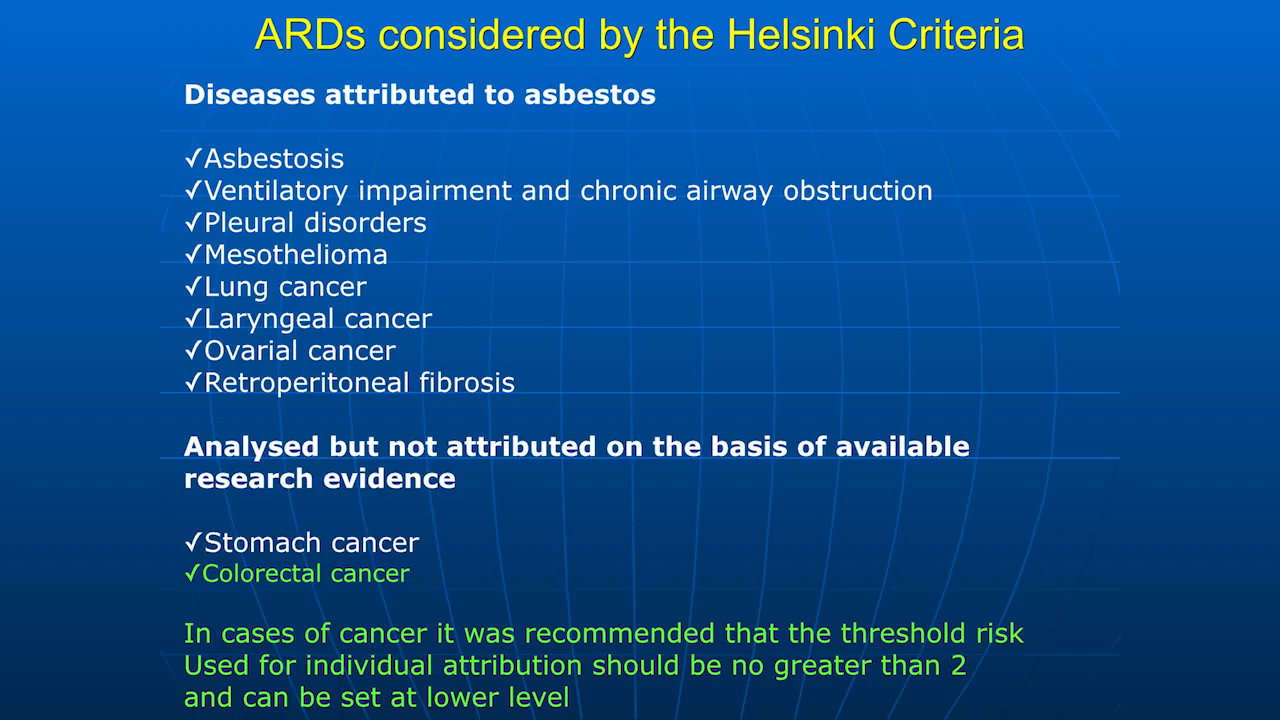 ARDs considered by the Helsinki Criteria
Diseases attributed to asbestos
✓Asbestosis
✓Ventilatory impairment and chronic airway obstruction
✓Pleural disorders
✓Mesothelioma
✓Lung cancer
✓Laryngeal cancer
✓Ovarial cancer
✓Retroperitoneal fibrosis
Analysed but not attributed on the basis of available
research evidence
✓Stomach cancer
✓Colorectal cancer
In cases of cancer it was recommended that the threshold risk
Used for individual attribution should be no greater than 2
and can be set at lower level